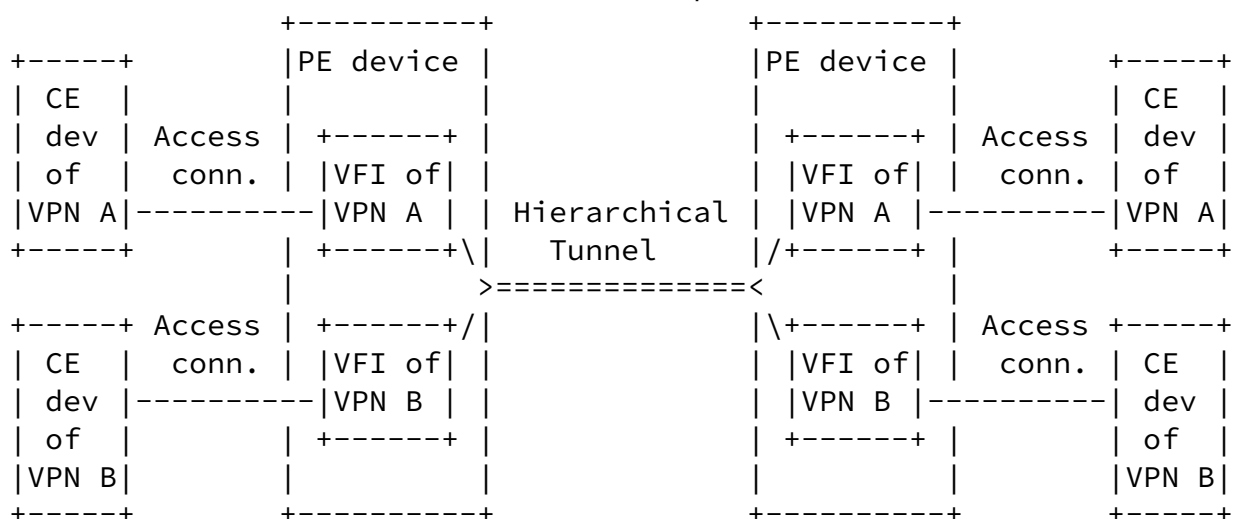 +----------+                +----------+
+-----+          |PE device |                |PE device |          +-----+
| CE  |          |          |                |          |          | CE  |
| dev | Access   | +------+ |                | +------+ |  Access  | dev |
| of  |  conn.   | |VFI of| |                | |VFI of| |   conn.  | of  |
|VPN A|----------|-|VPN A | |  Hierarchical  | |VPN A |-|----------|VPN A|
+-----+          | +------+\|    Tunnel      |/+------+ |          +-----+
                 |          >==============<          |
+-----+ Access   | +------+/|                |\+------+ |  Access  +-----+
| CE  |  conn.   | |VFI of| |                | |VFI of| |   conn.  | CE  |
| dev |----------|-|VPN B | |                | |VPN B |-|----------| dev |
| of  |          | +------+ |                | +------+ |          | of  |
|VPN B|          |          |                |          |          |VPN B|
+-----+          +----------+                +----------+          +-----+